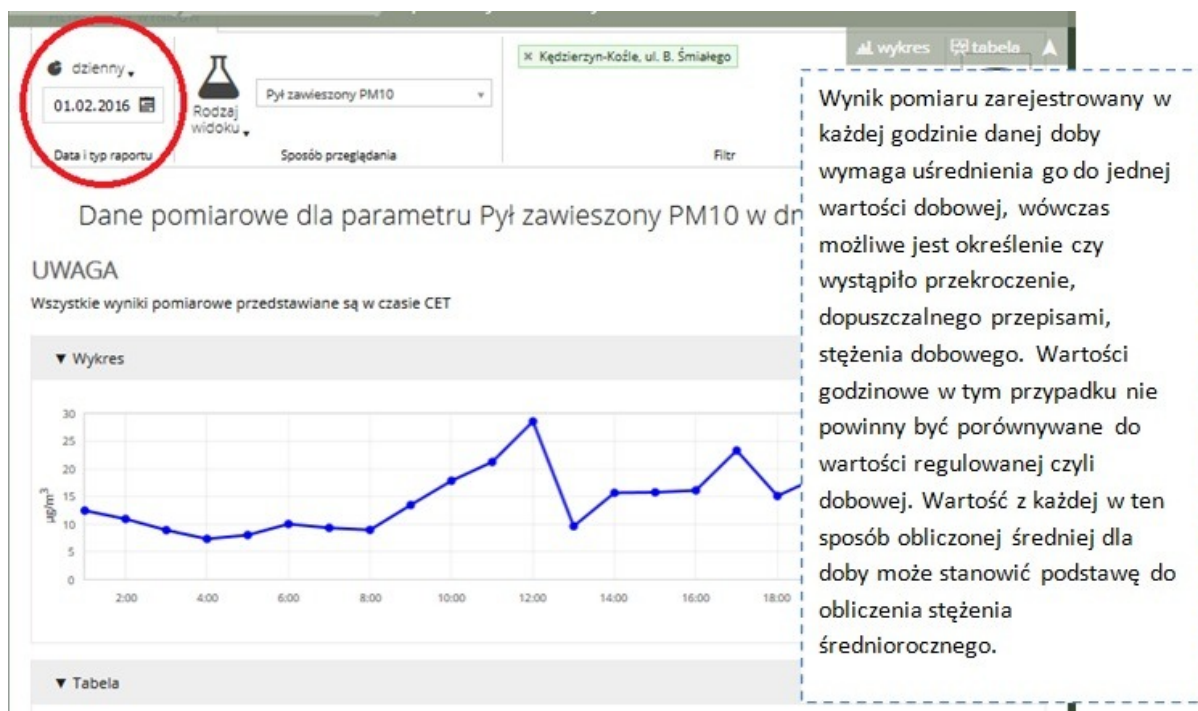 wykres tabela
dzienny
01.02.2016
Data i typ raportu
Rodzaj
widoku
Pył zawieszony PM10
Sposób przeglądania
× Kędzierzyn-Koźle, ul. B. Śmiałego
Filtr
Dane pomiarowe dla parametru Pył zawieszony PM10 w
UWAGA
Wszystkie wyniki pomiarowe przedstawiane są w czasie CET
▼ Wykres
30
25
20
15
10
5
0
µg/m³
2:00 4:00 6:00 8:00 10:00 12:00 14:00 16:00 18:00
▼ Tabela
Wynik pomiaru zarejestrowany w
każdej godzinie danej doby
wymaga uśrednienia go do jednej
wartości dobowej, wówczas
możliwe jest określenie czy
wystąpiło przekroczenie,
dopuszczalnego przepisami,
stężenia dobowego. Wartości
godzinowe w tym przypadku nie
powinny być porównywane do
wartości regulowanej czyli
dobowej. Wartość z każdej w ten
sposób obliczonej średniej dla
doby może stanowić podstawę do
obliczenia stężenia
średniorocznego.